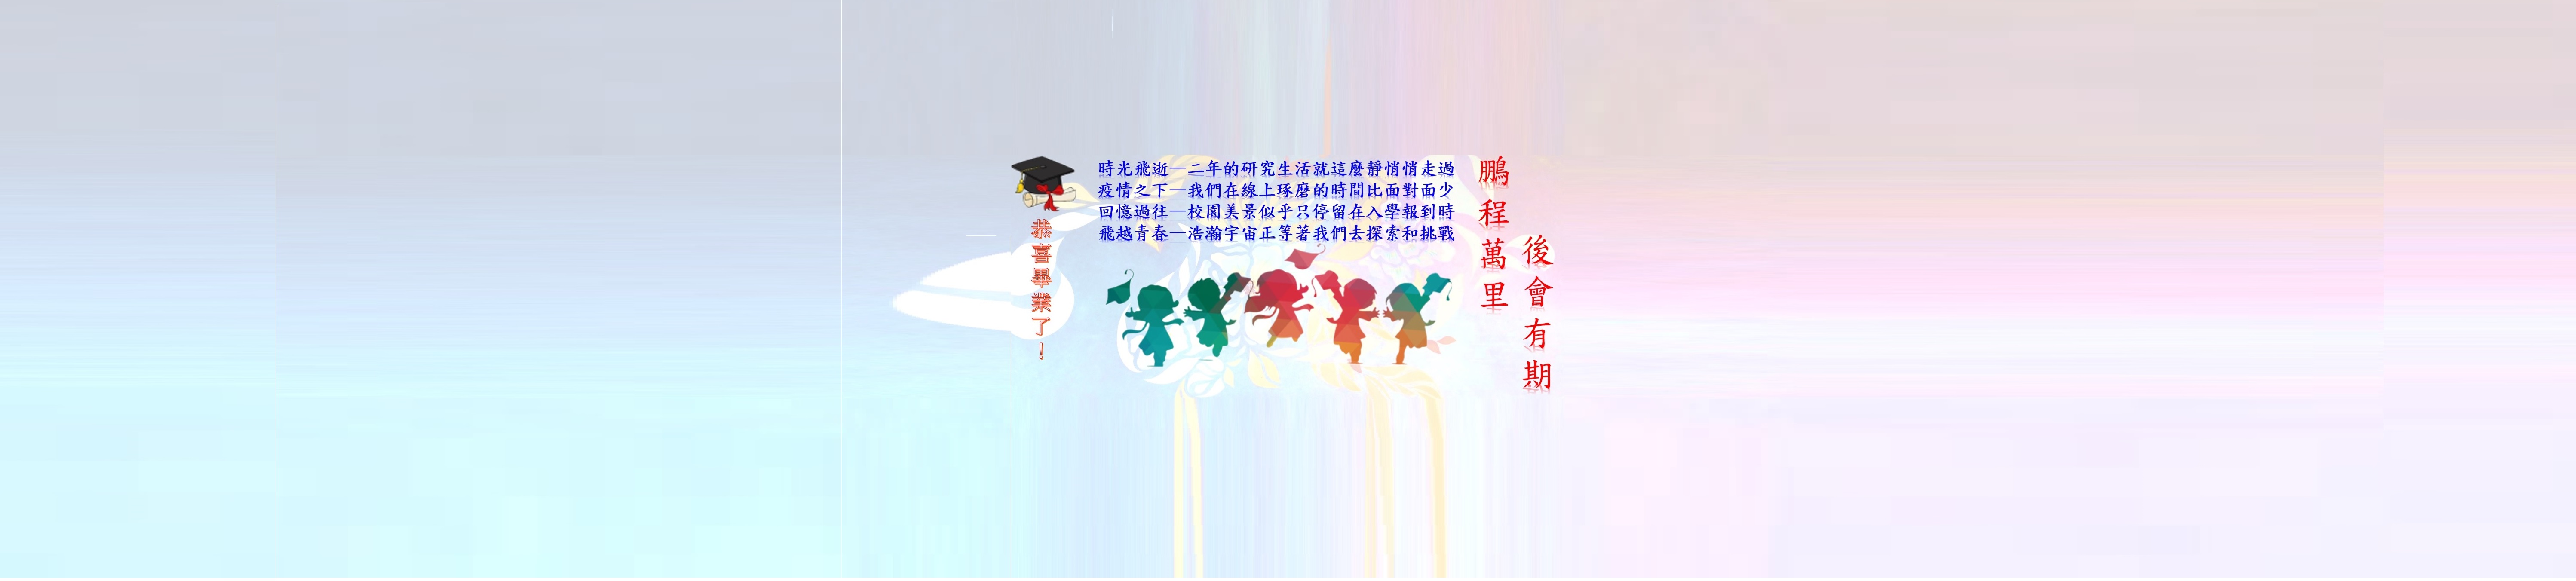 恭喜畢業了！
時光飛逝—二年的研究生活就這麼靜悄悄走過
疫情之下—我們在線上琢磨的時間比面對面少
回憶過往—校園美景似乎只停留在入學報到時
飛越青春—浩瀚宇宙正等著我們去探索和挑戰
鵬程萬里
後會有期